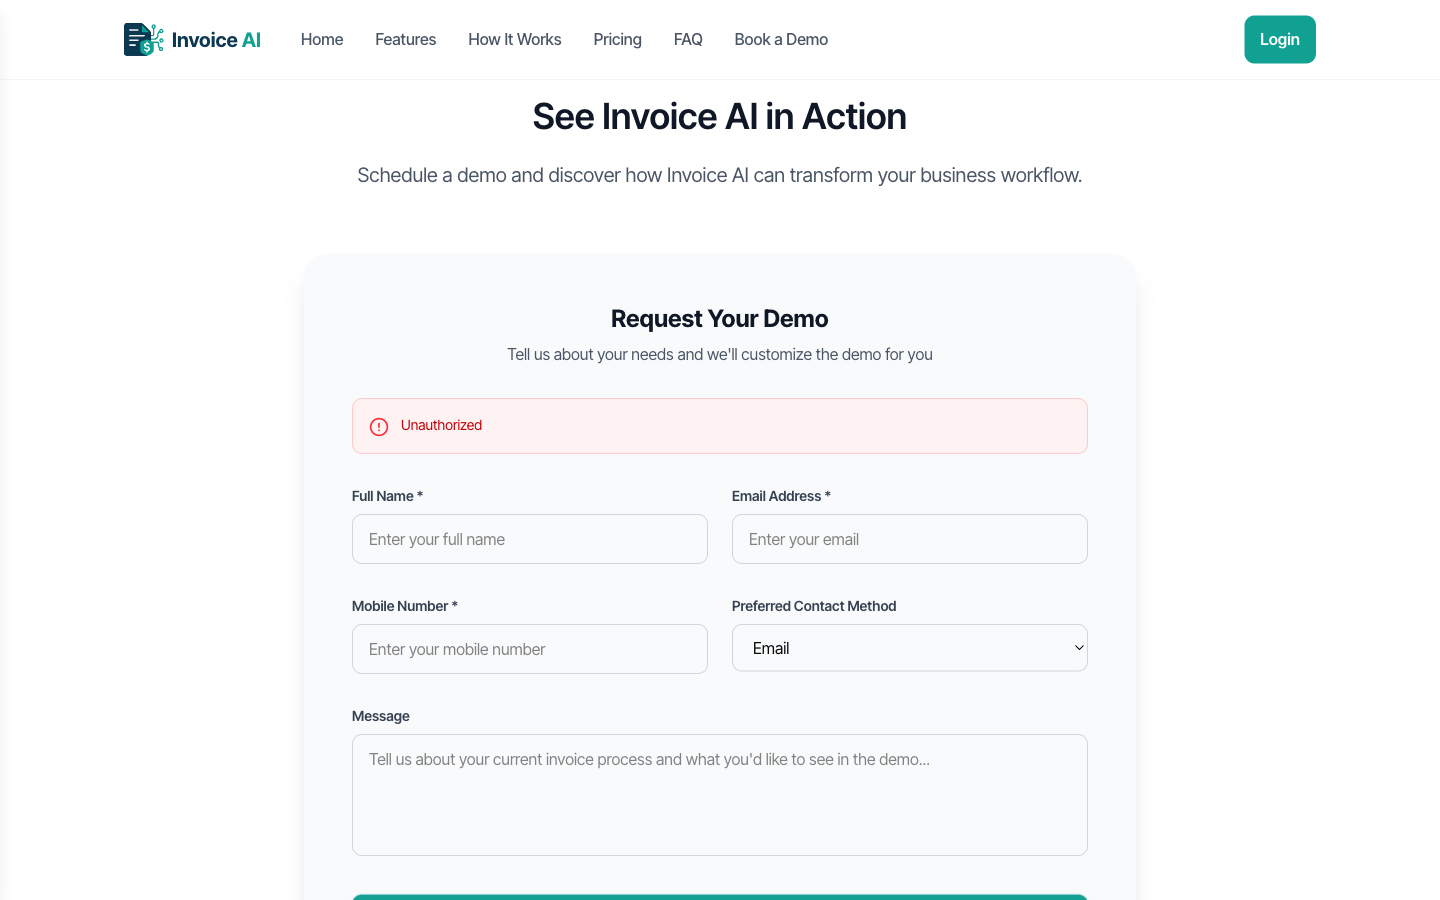 Invoice AI
Home
Features
How It Works
Pricing
FAQ
Book a Demo
Login
See Invoice AI in Action
Schedule a demo and discover how Invoice AI can transform your business workflow.
Request Your Demo
Tell us about your needs and we'll customize the demo for you
Unauthorized
Full Name *
Email Address *
Enter your full name
Enter your email
Mobile Number *
Preferred Contact Method
Enter your mobile number
Email
Message
Tell us about your current invoice process and what you'd like to see in the demo...